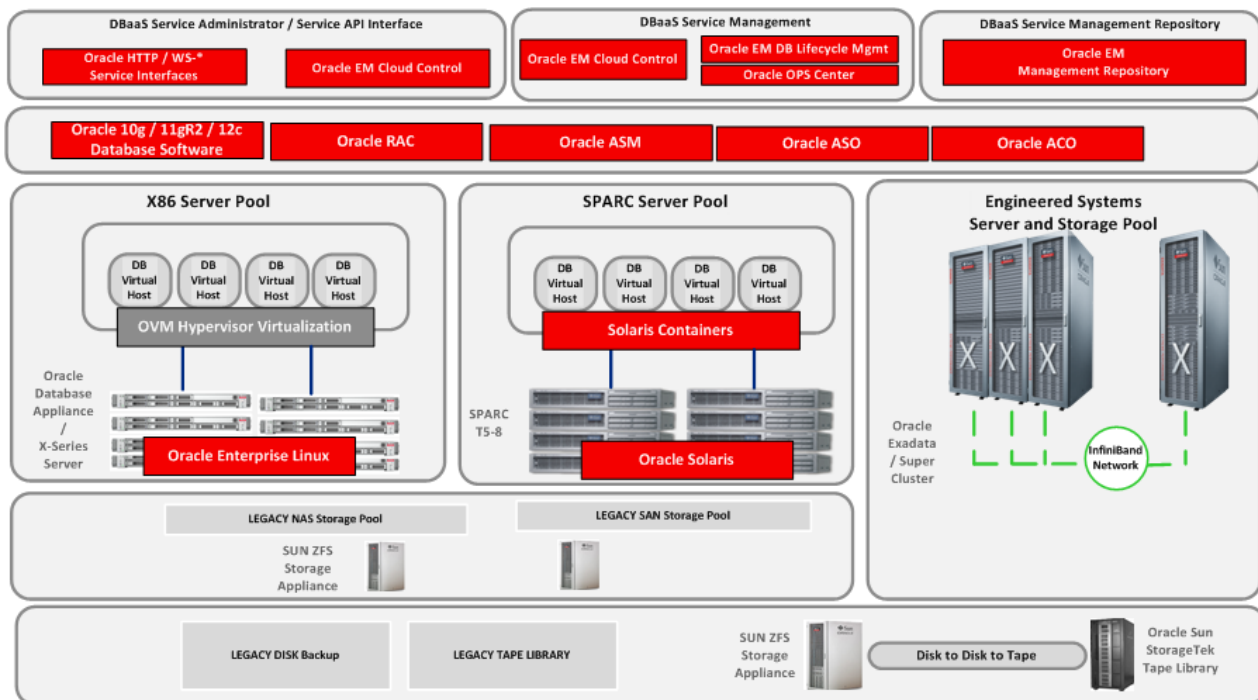 DBaaS Service Administrator / Service API Interface
Oracle HTTP / WS-*
Service Interfaces
Oracle EM Cloud Control
DBaaS Service Management
Oracle EM Cloud Control
Oracle EM DB Lifecycle Mgmt
Oracle OPS Center
DBaaS Service Management Repository
Oracle EM
Management Repository
Oracle 10g / 11gR2 / 12c
Database Software
Oracle RAC
Oracle ASM
Oracle ASO
Oracle ACO
X86 Server Pool
DB
Virtual
Host
DB
Virtual
Host
DB
Virtual
Host
DB
Virtual
Host
OVM Hypervisor Virtualization
Oracle
Database
Appliance
/
X-Series
Server
Oracle Enterprise Linux
SPARC Server Pool
DB
Virtual
Host
DB
Virtual
Host
DB
Virtual
Host
DB
Virtual
Host
Solaris Containers
SPARC
T5-8
Oracle Solaris
Engineered Systems
Server and Storage Pool
X
X
X
X
Oracle
Exadata
/ Super
Cluster
InfiniBand
Network
LEGACY NAS Storage Pool
LEGACY SAN Storage Pool
SUN ZFS
Storage
Appliance
LEGACY DISK Backup
LEGACY TAPE LIBRARY
SUN ZFS
Storage
Appliance
Disk to Disk to Tape
Oracle Sun
StorageTek
Tape Library